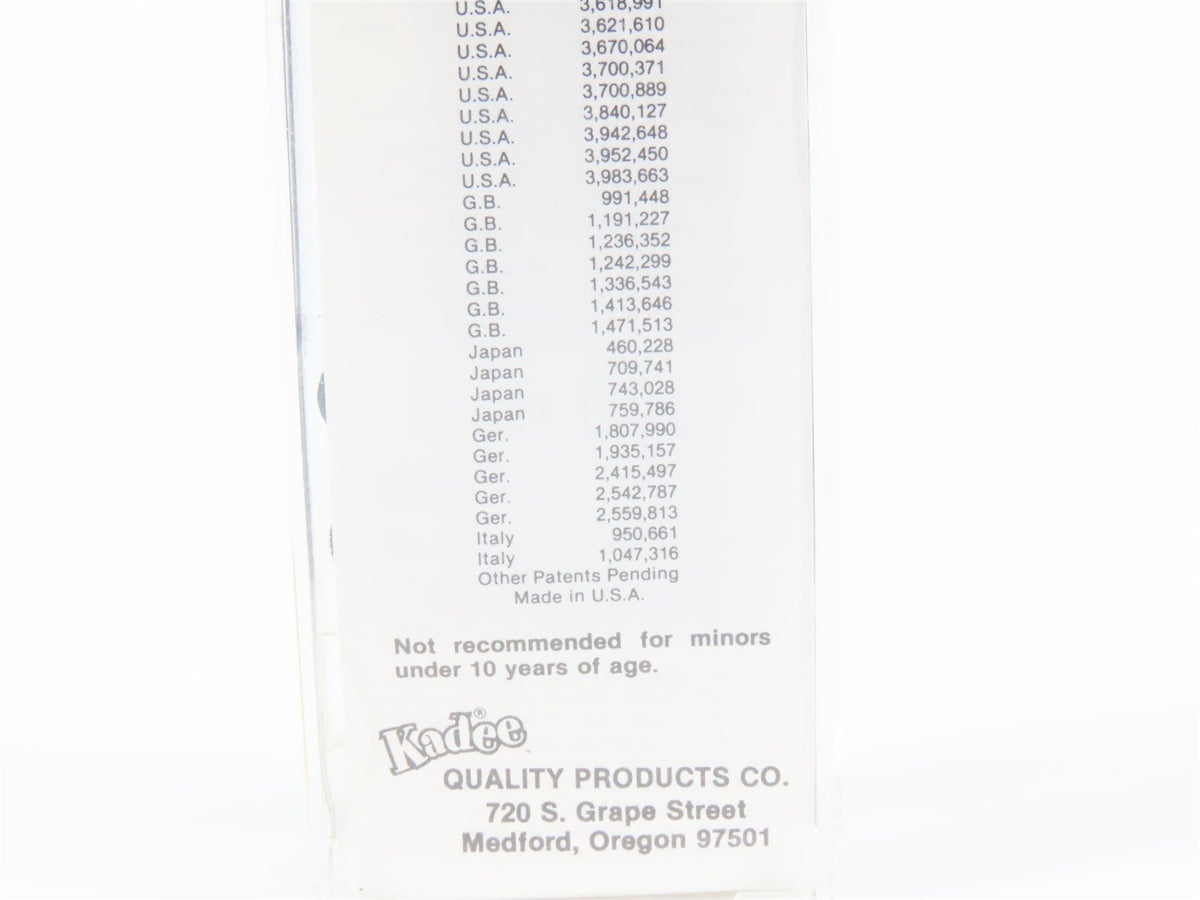 U.S.A. 3,618,991
U.S.A. 3,621,610
U.S.A. 3,670,064
U.S.A. 3,700,371
U.S.A. 3,700,889
U.S.A. 3,840,127
U.S.A. 3,942,648
U.S.A. 3,952,450
U.S.A. 3,983,663
G.B. 991,448
G.B. 1,191,227
G.B. 1,236,352
G.B. 1,242,299
G.B. 1,336,543
G.B. 1,413,646
G.B. 1,471,513
Japan 460,228
Japan 709,741
Japan 743,028
Japan 759,786
Ger. 1,807,990
Ger. 1,935,157
Ger. 2,415,497
Ger. 2,542,787
Ger. 2,559,813
Italy 950,661
Italy 1,047,316
Other Patents Pending
Made in U.S.A.
Not recommended for minors
under 10 years of age.
Kadee®
QUALITY PRODUCTS CO.
720 S. Grape Street
Medford, Oregon 97501